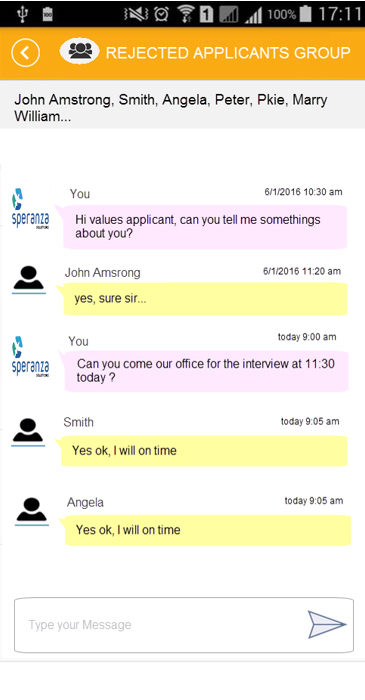 1 100% 17:11
REJECTED APPLICANTS GROUP
John Amstrong, Smith, Angela, Peter, Pkie, Marry
William...
You 6/1/2016 10:30 am
speranza
SOLUTIONS
Hi values applicant, can you tell me somethings
about you?
John Amsrong 6/1/2016 11:20 am
yes, sure sir...
You today 9:00 am
speranza
SOLUTIONS
Can you come our office for the interview at 11:30
today ?
Smith today 9:05 am
Yes ok, I will on time
Angela today 9:05 am
Yes ok, I will on time
Type your Message